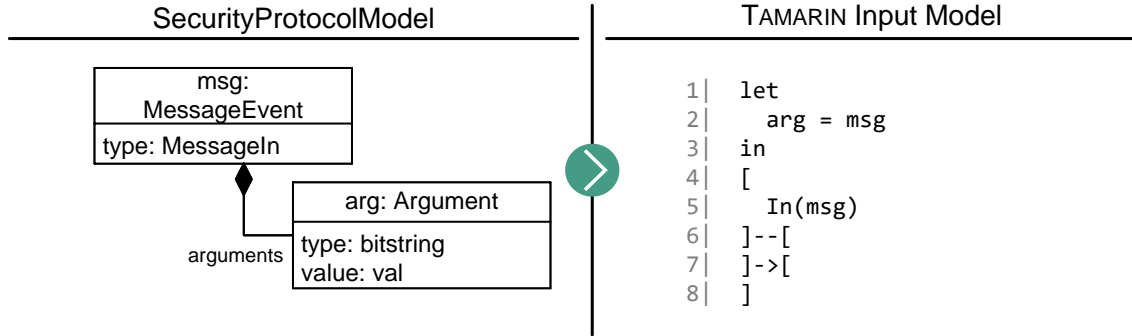 SecurityProtocolModel
msg:
MessageEvent
type: MessageIn
arguments
arg: Argument
type: bitstring
value: val
TAMARIN Input Model
1| let
2| arg = msg
3| in
4| [
5| In(msg)
6| ]--[
7| ]->[
8| ]